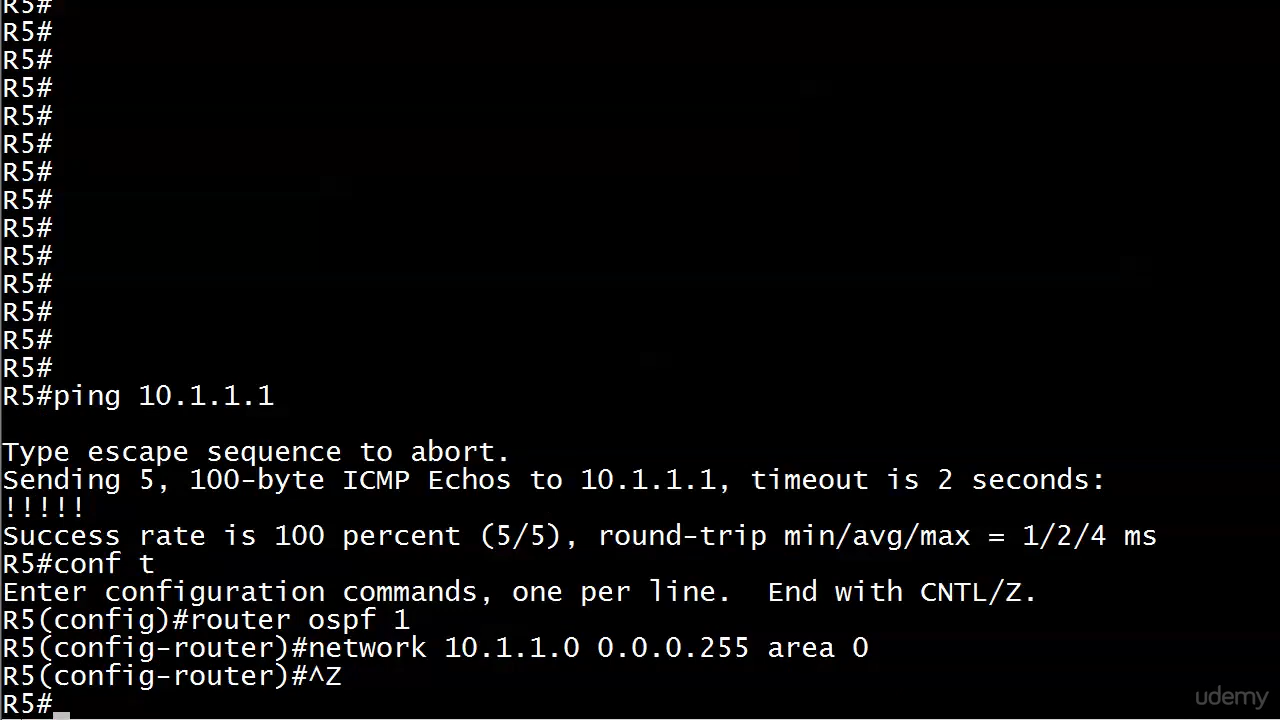 R5#
R5#
R5#
R5#
R5#
R5#
R5#
R5#
R5#
R5#
R5#
R5#
R5#
R5#
R5#ping 10.1.1.1
Type escape sequence to abort.
Sending 5, 100-byte ICMP Echos to 10.1.1.1, timeout is 2 seconds:
!!!!!
Success rate is 100 percent (5/5), round-trip min/avg/max = 1/2/4 ms
R5#conf t
Enter configuration commands, one per line.  End with CNTL/Z.
R5(config)#router ospf 1
R5(config-router)#network 10.1.1.0 0.0.0.255 area 0
R5(config-router)#^Z
R5#
udemy